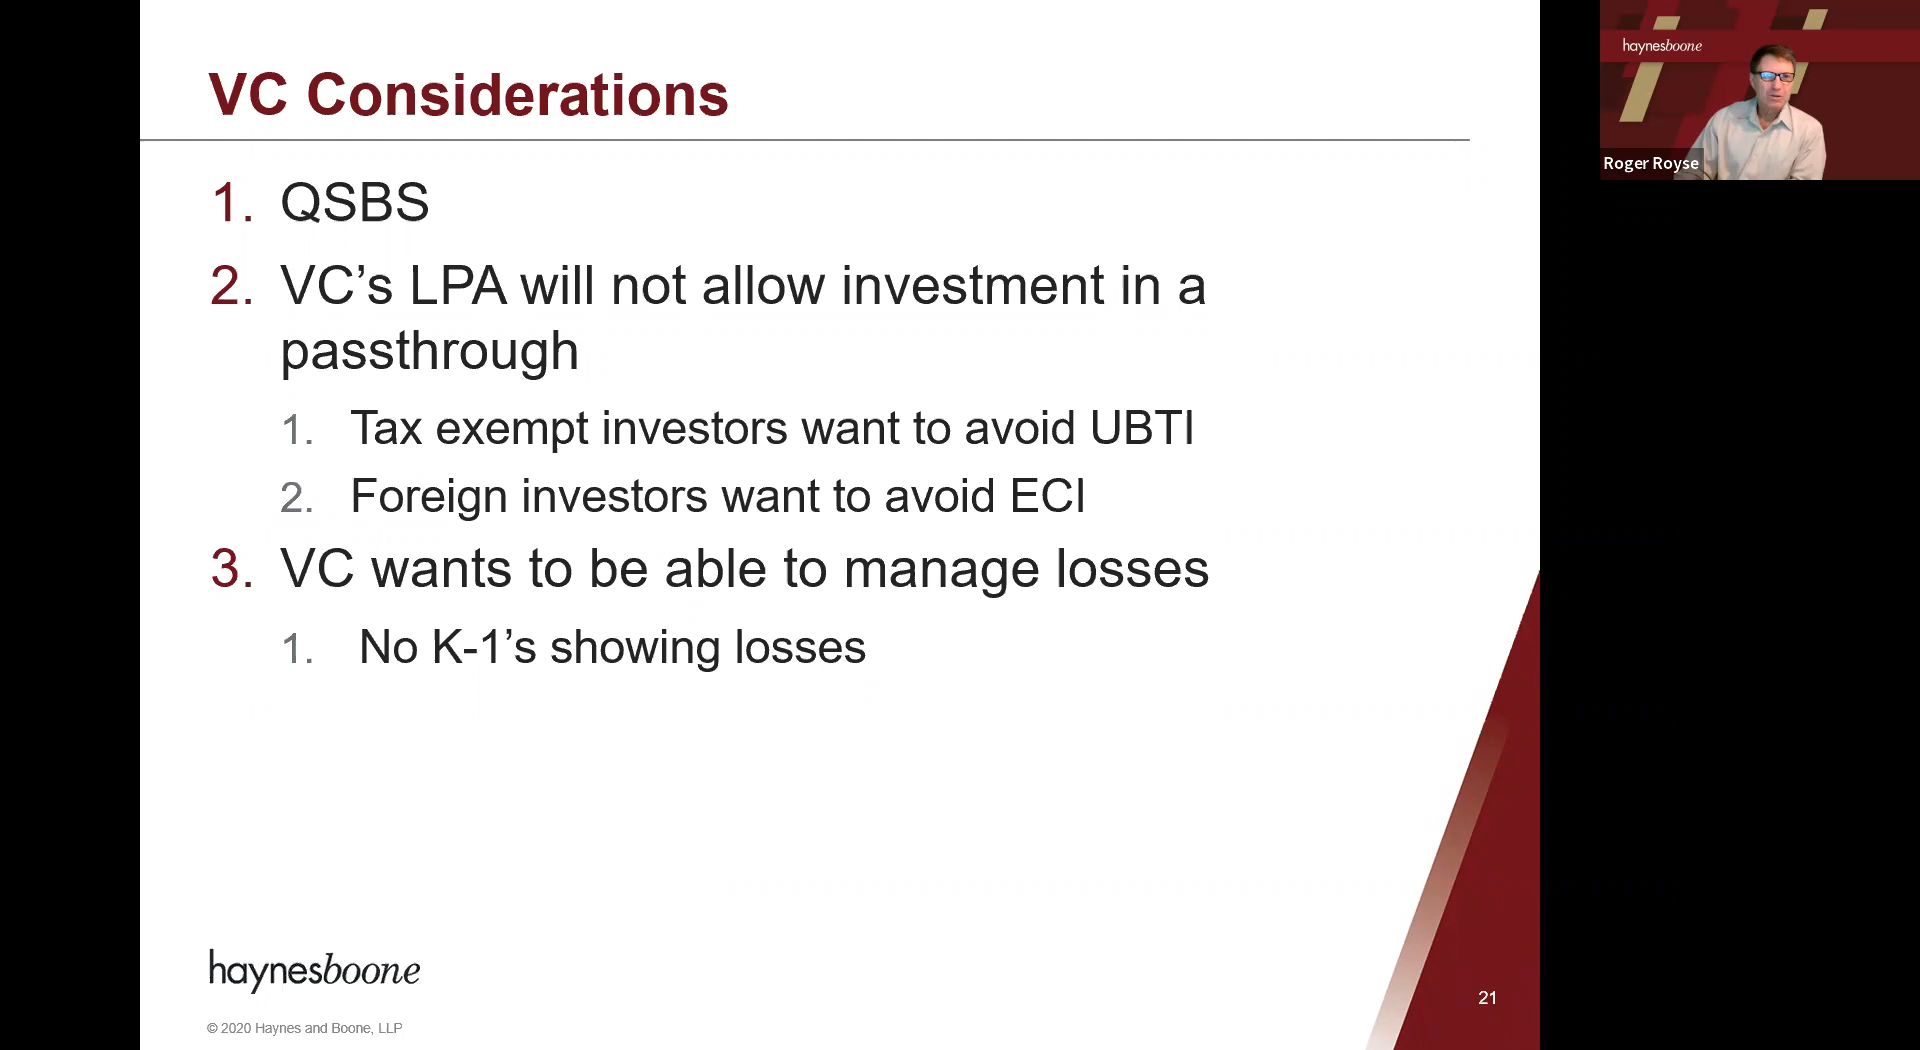 VC Considerations
1. QSBS
2. VC’s LPA will not allow investment in a
passthrough
1. Tax exempt investors want to avoid UBTI
2. Foreign investors want to avoid ECI
3. VC wants to be able to manage losses
1. No K-1’s showing losses
haynesboone
© 2020 Haynes and Boone, LLP
21
haynesboone
Roger Royse